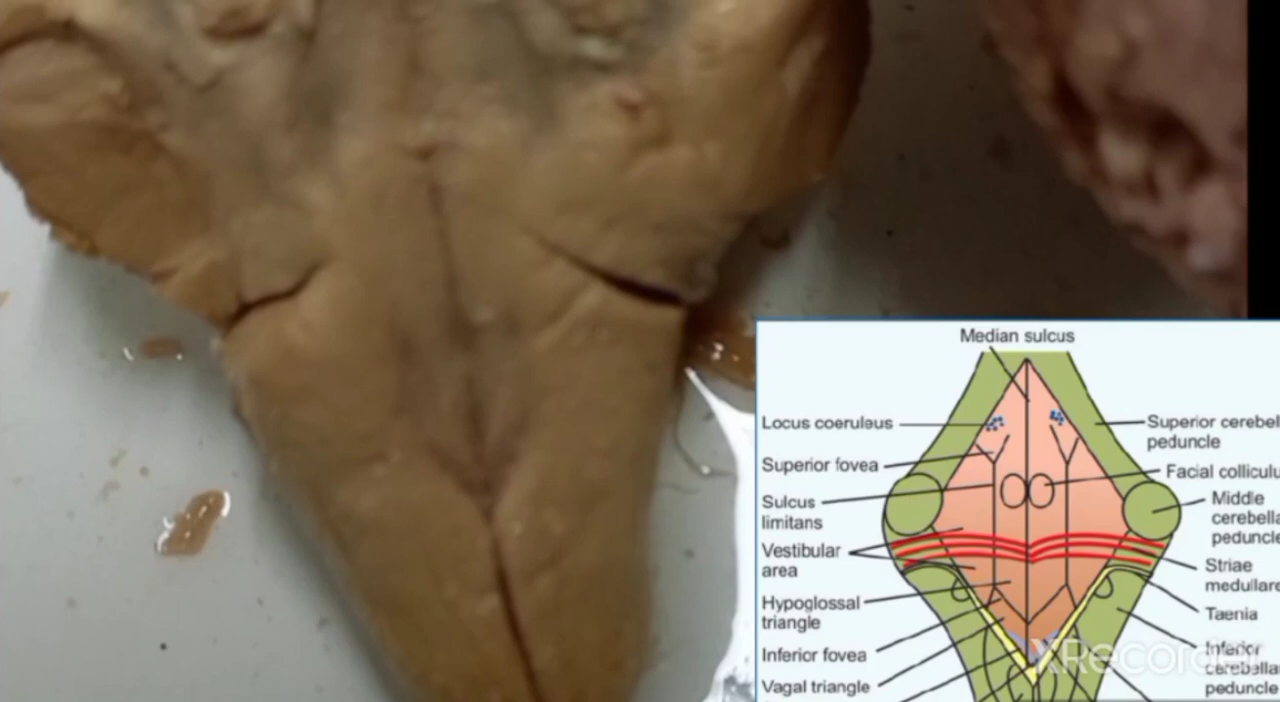 Median sulcus
Locus coeruleus
Superior fovea
Sulcus
limitans
Vestibular
area
Hypoglossal
triangle
Inferior fovea
Vagal triangle
Superior cerebel
peduncle
Facial collicul
Middle
cerebella
peduncle
Striae
medullare
Taenia
Inferior
cerebella
peduncle
XRecorder